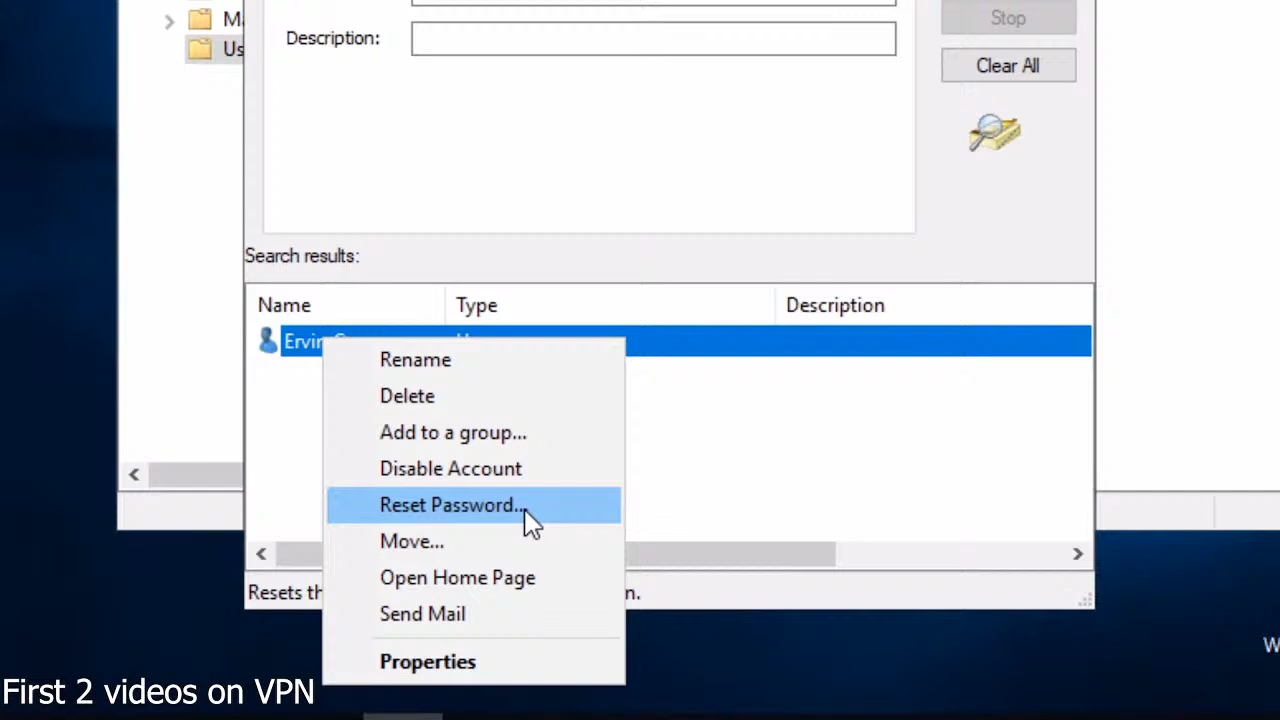 Stop
Description:
Clear All
Search results:
Name Type Description
Rename
Delete
Add to a group...
Disable Account
Reset Password...
Move...
Open Home Page
Send Mail
Properties
First 2 videos on VPN